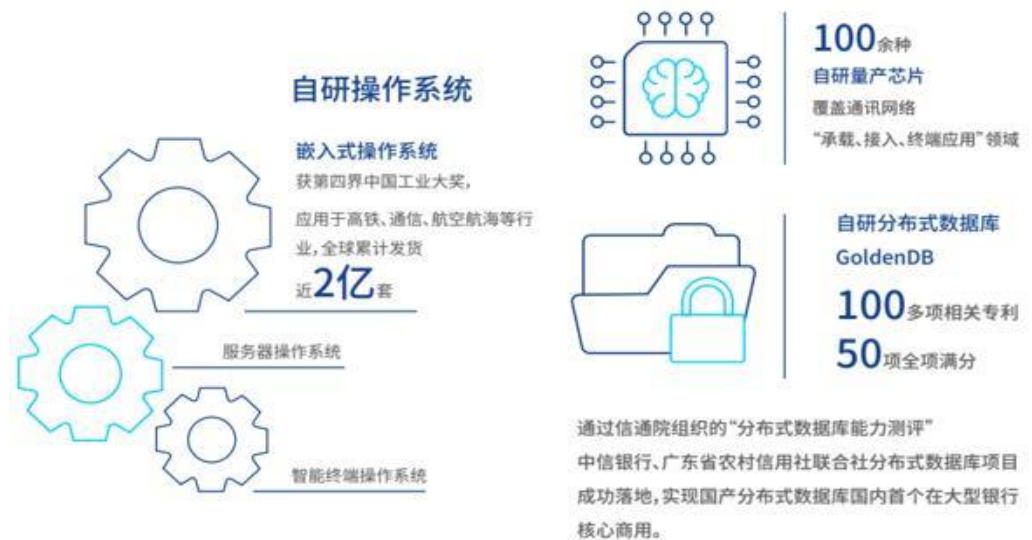 自研操作系统
嵌入式操作系统
获第四界中国工业大奖，
应用于高铁、通信、航空航海等行
业，全球累计发货
近2亿套
服务器操作系统
智能终端操作系统
100余种
自研量产芯片
覆盖通讯网络
“承载、接入、终端应用”领域
自研分布式数据库
GoldenDB
100多项相关专利
50项全项满分
通过信通院组织的“分布式数据库能力测评”
中信银行、广东省农村信用社联合社分布式数据库项目
成功落地，实现国产分布式数据库国内首个在大型银行
核心商用。